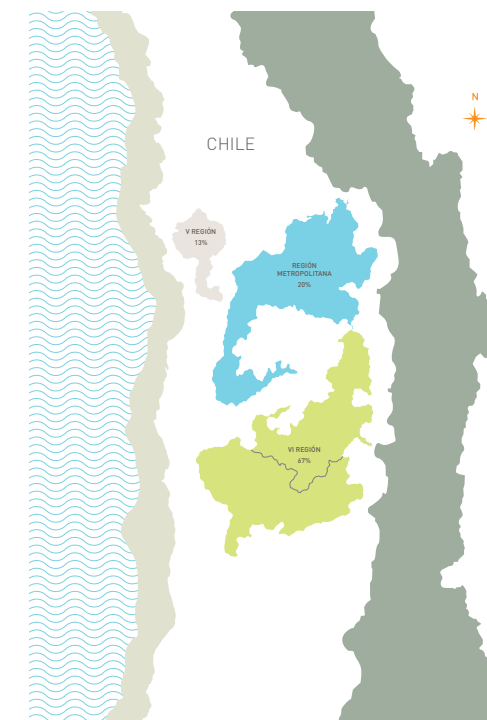 N
CHILE
V REGIÓN
13%
REGIÓN
METROPOLITANA
20%
VI REGIÓN
67%